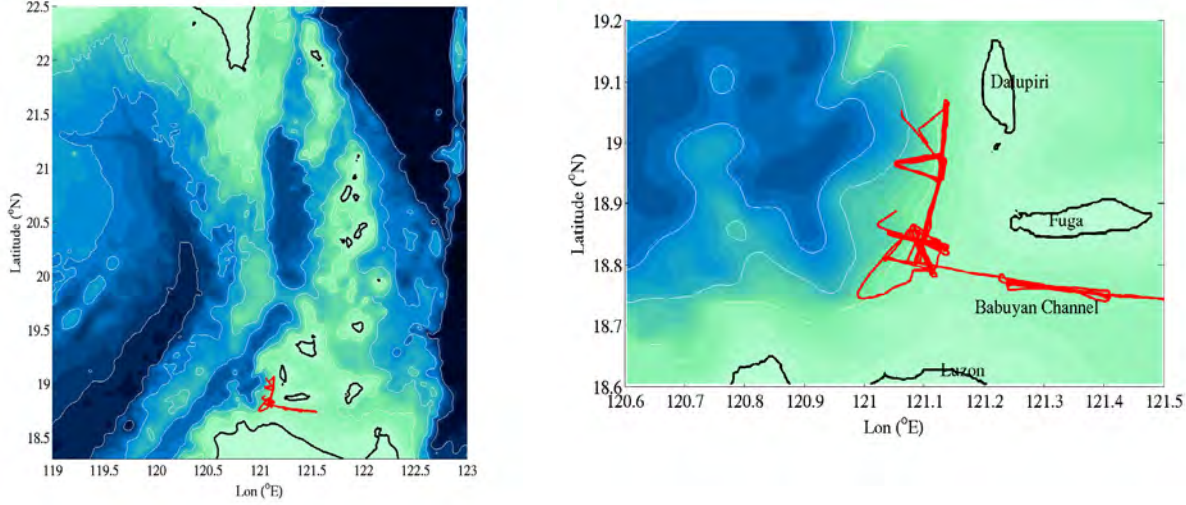 22.5
22
21.5
21
20.5
20
19.5
19
18.5
Latitude (°N)
119 119.5 120 120.5 121 121.5 122 122.5 123
Lon (°E)
19.2
19.1
19
18.9
18.8
18.7
18.6
Latitude (°N)
Dalupiri
Fuga
Babuyan Channel
Luzon
120.6 120.7 120.8 120.9 121 121.1 121.2 121.3 121.4 121.5
Lon (°E)